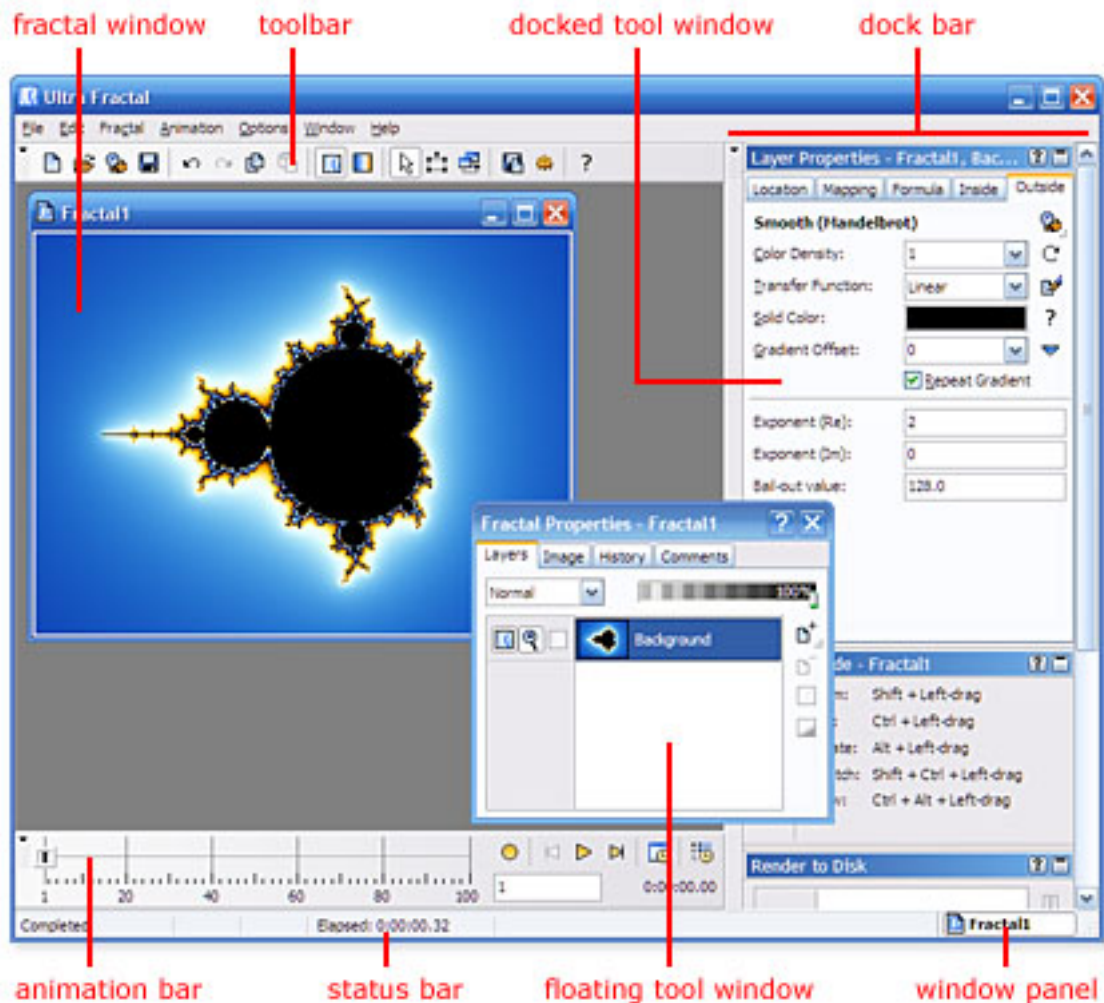 fractal window toolbar docked tool window dock bar
Ultra Fractal
File Edit Fractal Animation Options Window Help
?
Fractal1
Layer Properties - Fractal1, Bac... ?
Location Mapping Formula Inside Outside
Smooth (Mandelbrot)
Color Density: 1
Transfer Function: Linear
Solid Color: ?
Gradient Offset: 0
Repeat Gradient
Exponent (Re): 2
Exponent (Im): 0
Bail-out value: 128.0
Fractal Properties - Fractal1 ?
Layers Image History Comments
Normal 100%
Background
de - Fractal1 ?
Shift + Left-drag
Ctrl + Left-drag
ate: Alt + Left-drag
tch: Shift + Ctrl + Left-drag
Ctrl + Alt + Left-drag
Render to Disk ?
1 20 40 60 80 100
1 0:00:00.00
Completed Elapsed: 0:00:00.32 Fractal1
animation bar status bar floating tool window window panel